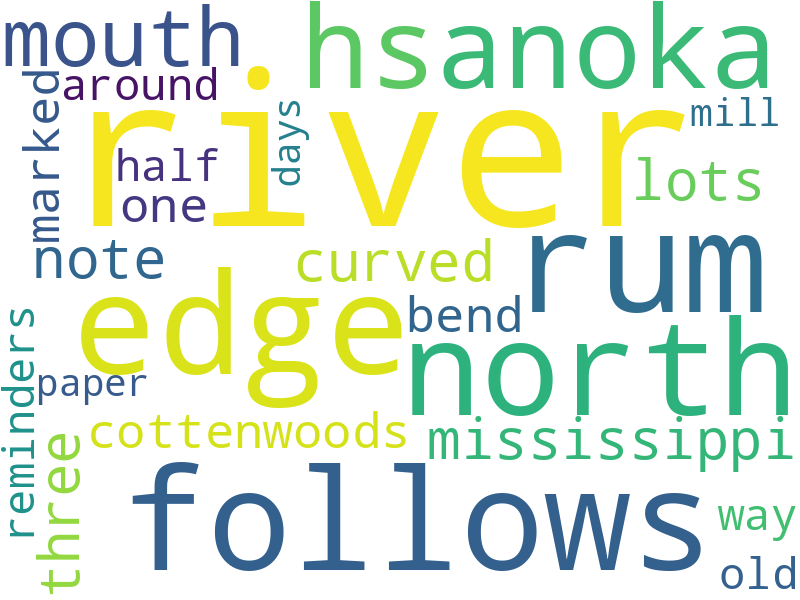 mouth
hsanoka
around
river
marked
days
mill
half
one
lots
note
curved
rum
edge
bend
north
reminders
paper
cottenwoods
mississippi
three
follows
way
old